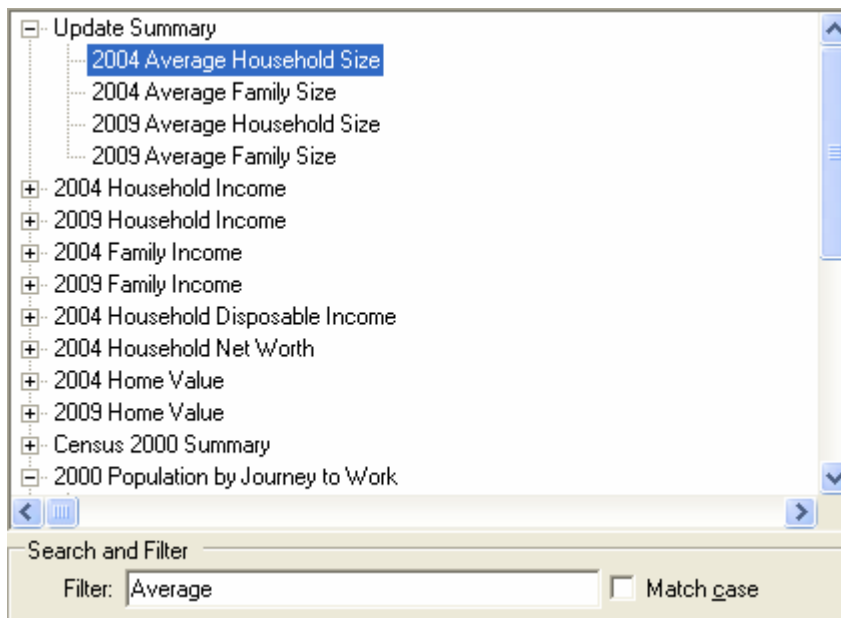 Update Summary
2004 Average Household Size
2004 Average Family Size
2009 Average Household Size
2009 Average Family Size
2004 Household Income
2009 Household Income
2004 Family Income
2009 Family Income
2004 Household Disposable Income
2004 Household Net Worth
2004 Home Value
2009 Home Value
Census 2000 Summary
2000 Population by Journey to Work
Search and Filter
Filter: Average Match case